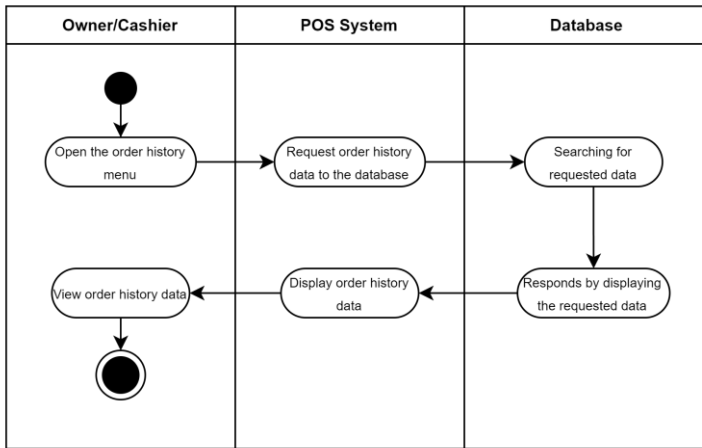 Owner/Cashier
POS System
Database
Open the order history
menu
Request order history
data to the database
Searching for
requested data
View order history data
Display order history
data
Responds by displaying
the requested data